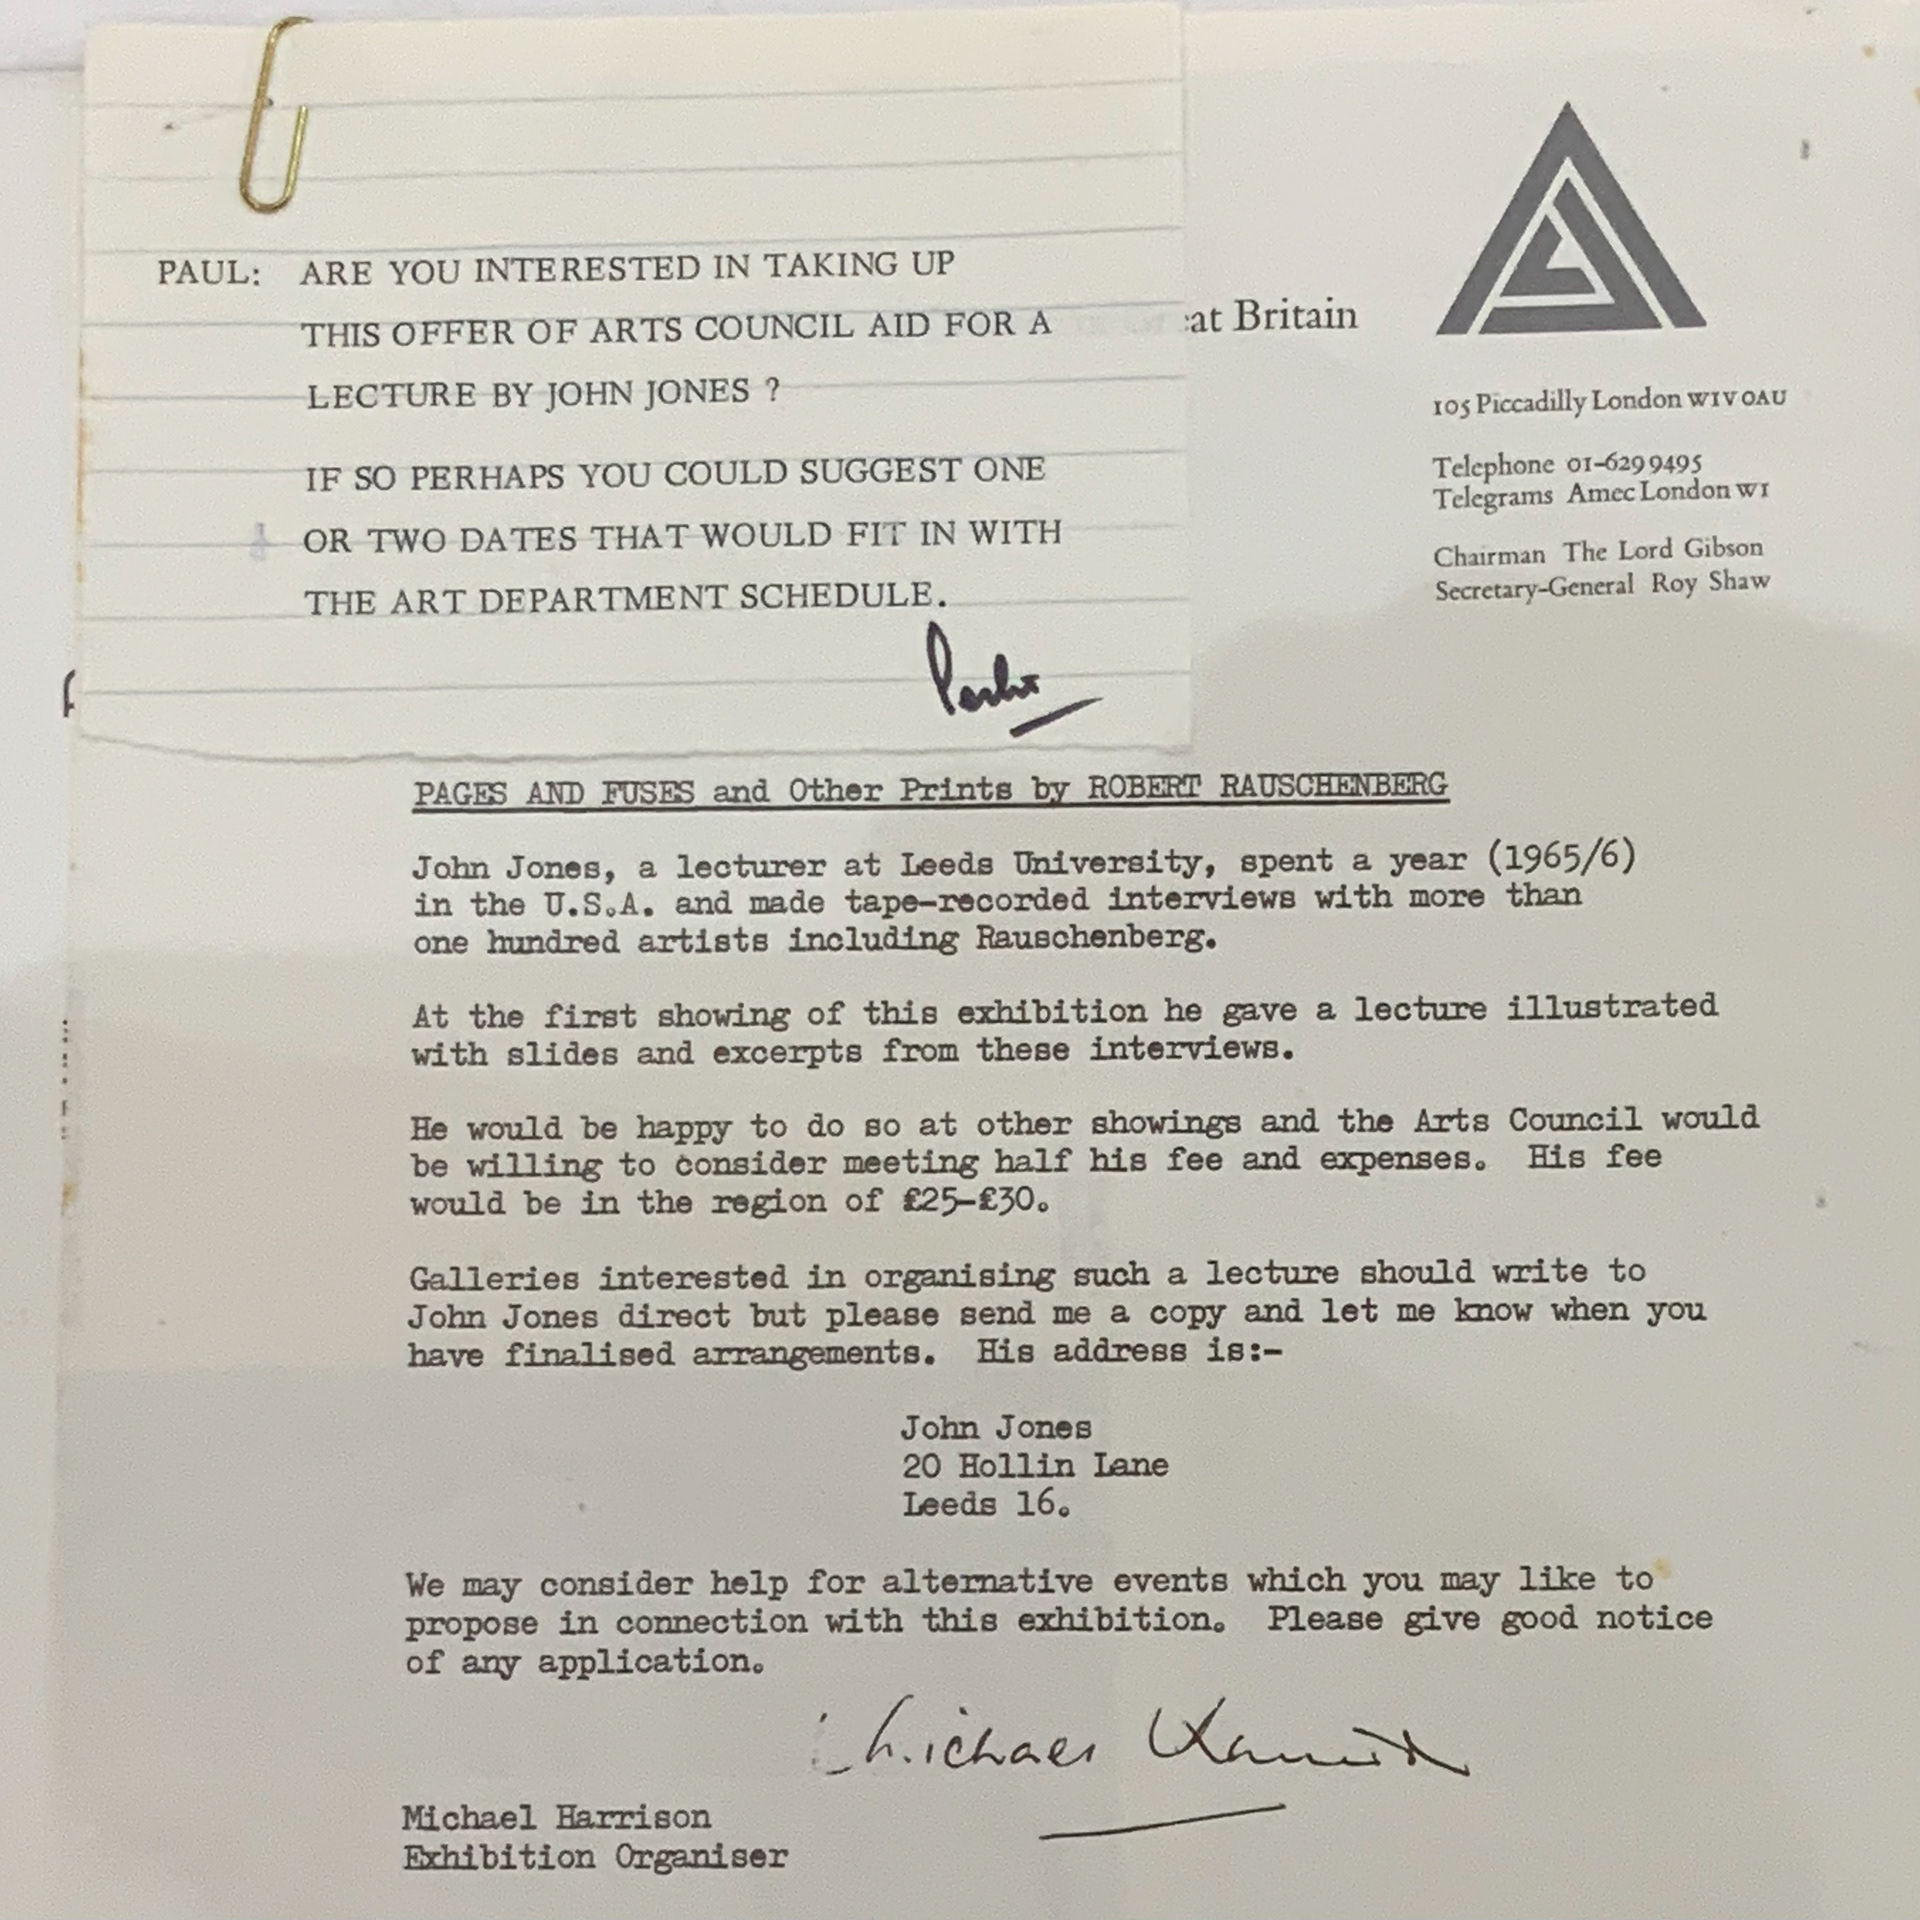 PAUL: ARE YOU INTERESTED IN TAKING UP
THIS OFFER OF ARTS COUNCIL AID FOR A
LECTURE BY JOHN JONES ?
IF SO PERHAPS YOU COULD SUGGEST ONE
OR TWO DATES THAT WOULD FIT IN WITH
THE ART DEPARTMENT SCHEDULE.
at Britain
105 Piccadilly London W1V 0AU
Telephone 01-629 9495
Telegrams Amec London W1
Chairman The Lord Gibson
Secretary-General Roy Shaw
PAGES AND FUSES and Other Prints by ROBERT RAUSCHENBERG
John Jones, a lecturer at Leeds University, spent a year (1965/6)
in the U.S.A. and made tape-recorded interviews with more than
one hundred artists including Rauschenberg.
At the first showing of this exhibition he gave a lecture illustrated
with slides and excerpts from these interviews.
He would be happy to do so at other showings and the Arts Council would
be willing to consider meeting half his fee and expenses. His fee
would be in the region of £25-£30.
Galleries interested in organising such a lecture should write to
John Jones direct but please send me a copy and let me know when you
have finalised arrangements. His address is:-
John Jones
20 Hollin Lane
Leeds 16.
We may consider help for alternative events which you may like to
propose in connection with this exhibition. Please give good notice
of any application.
Michael Harrison
Michael Harrison
Exhibition Organiser